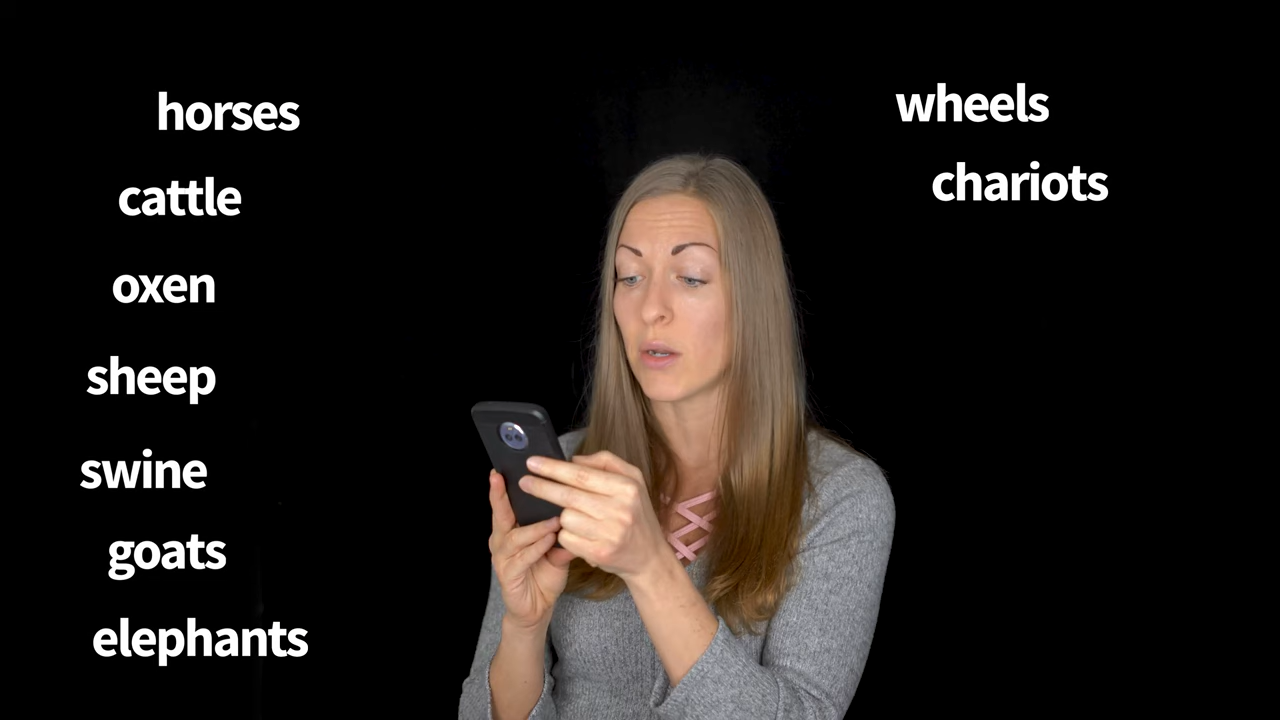 horses
cattle
oxen
sheep
swine
goats
elephants
wheels
chariots